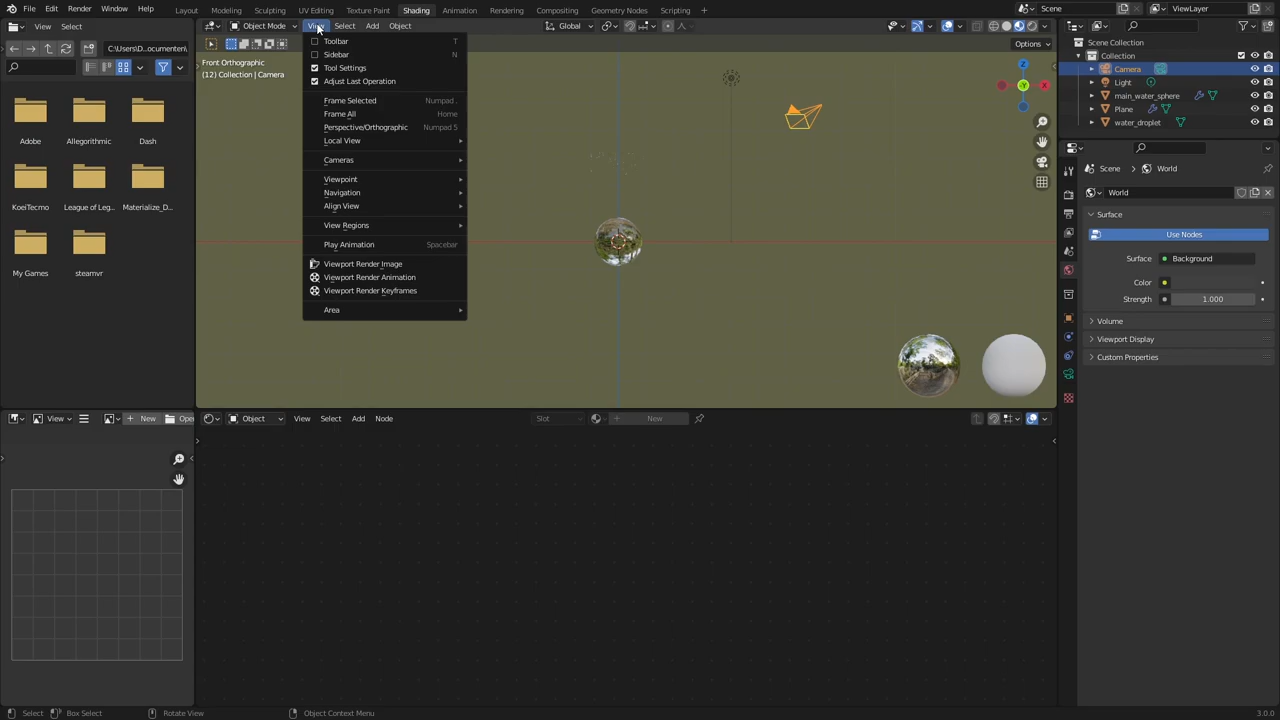 File Edit Render Window Help Layout Modeling Sculpting UV Editing Texture Paint Shading Animation Rendering Compositing Geometry Nodes Scripting + Scene ViewLayer
View Select Object Mode View Select Add Object Global
C:\Users\D...ocumenten\ Options
Adobe Allegorithmic Dash
KoeiTecmo League of Leg... Materialize_D...
My Games steamvr
Front Orthographic
(12) Collection | Camera
Toolbar T
Sidebar N
Tool Settings
Adjust Last Operation
Frame Selected Numpad .
Frame All Home
Perspective/Orthographic Numpad 5
Local View
Cameras
Viewpoint
Navigation
Align View
View Regions
Play Animation Spacebar
Viewport Render Image
Viewport Render Animation
Viewport Render Keyframes
Area
Z
Y
X
Scene Collection
Collection
Camera
Light
main_water_sphere
Plane
water_droplet
Scene > World
World
Surface
Use Nodes
Surface Background
Color
Strength 1.000
Volume
Viewport Display
Custom Properties
View + New Open
Object View Select Add Node Slot + New
Select Box Select Rotate View Object Context Menu 3.0.0